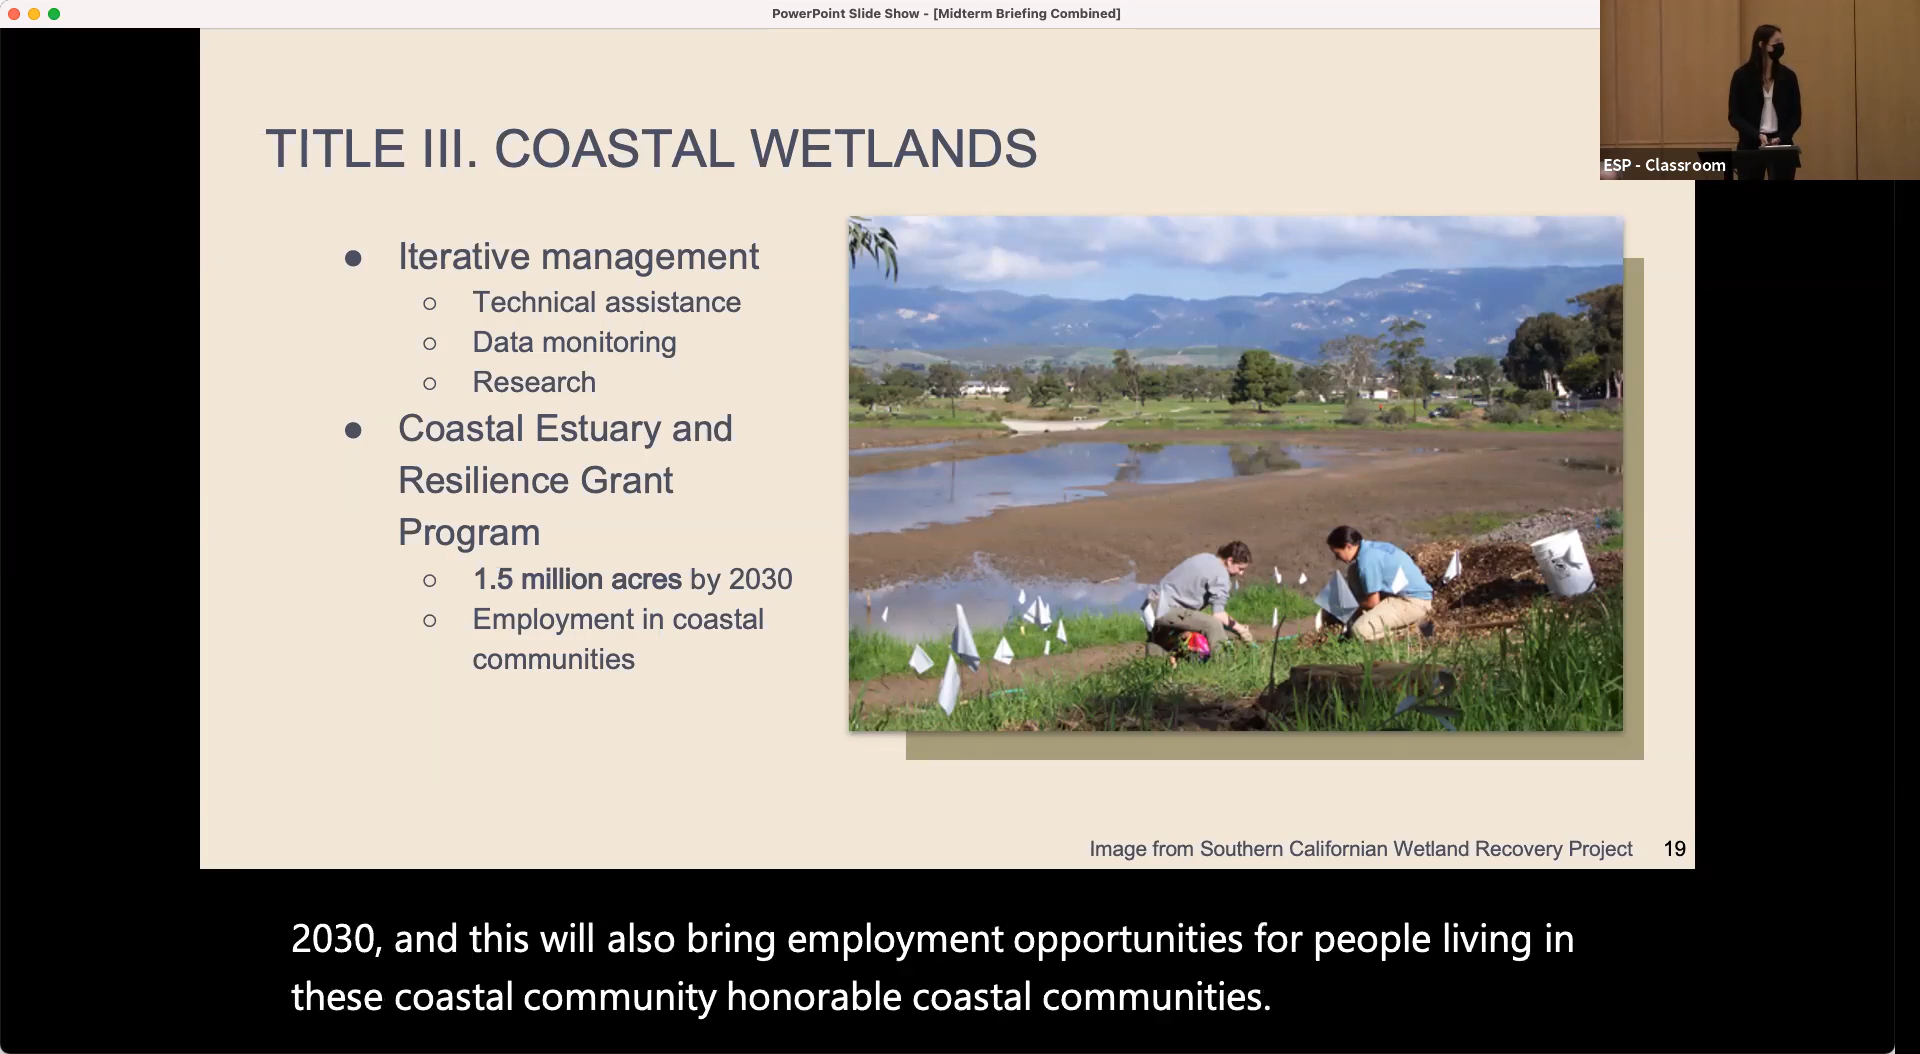 PowerPoint Slide Show - [Midterm Briefing Combined]
ESP - Classroom
TITLE III. COASTAL WETLANDS
● Iterative management
○ Technical assistance
○ Data monitoring
○ Research
● Coastal Estuary and
Resilience Grant
Program
○ 1.5 million acres by 2030
○ Employment in coastal
communities
Image from Southern Californian Wetland Recovery Project
19
2030, and this will also bring employment opportunities for people living in
these coastal community honorable coastal communities.